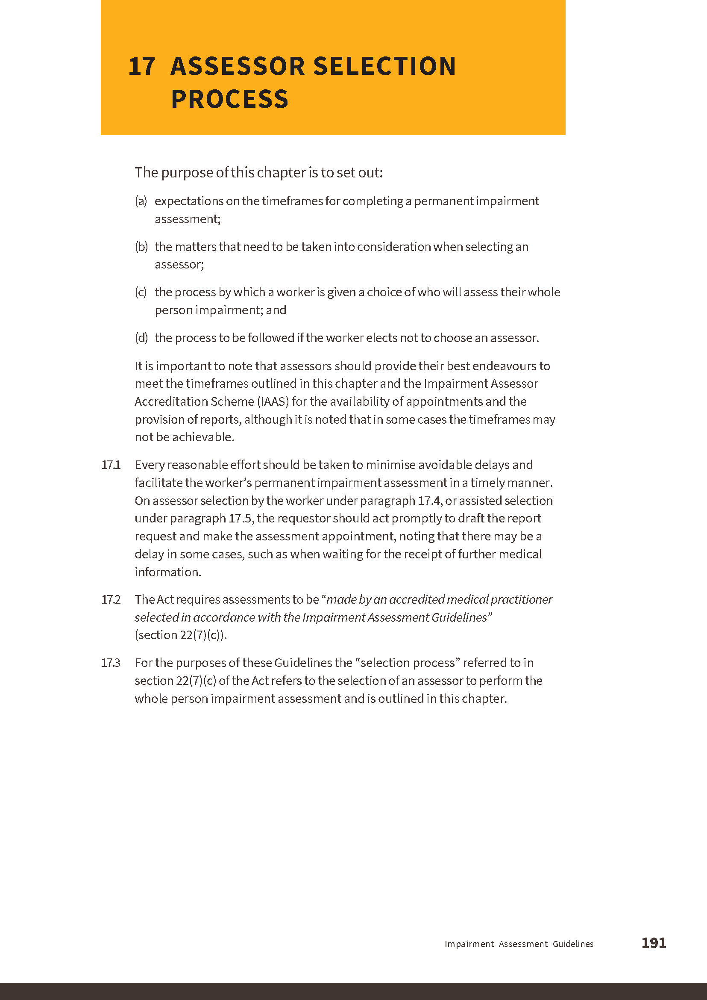 17 ASSESSOR SELECTION
PROCESS
The purpose of this chapter is to set out:
(a) expectations on the timeframes for completing a permanent impairment
assessment;
(b) the matters that need to be taken into consideration when selecting an
assessor;
(c) the process by which a worker is given a choice of who will assess their whole
person impairment; and
(d) the process to be followed if the worker elects not to choose an assessor.
It is important to note that assessors should provide their best endeavours to
meet the timeframes outlined in this chapter and the Impairment Assessor
Accreditation Scheme (IAAS) for the availability of appointments and the
provision of reports, although it is noted that in some cases the timeframes may
not be achievable.
17.1 Every reasonable effort should be taken to minimise avoidable delays and
facilitate the worker’s permanent impairment assessment in a timely manner.
On assessor selection by the worker under paragraph 17.4, or assisted selection
under paragraph 17.5, the requestor should act promptly to draft the report
request and make the assessment appointment, noting that there may be a
delay in some cases, such as when waiting for the receipt of further medical
information.
17.2 The Act requires assessments to be “made by an accredited medical practitioner
selected in accordance with the Impairment Assessment Guidelines”
(section 22(7)(c)).
17.3 For the purposes of these Guidelines the “selection process” referred to in
section 22(7)(c) of the Act refers to the selection of an assessor to perform the
whole person impairment assessment and is outlined in this chapter.
Impairment Assessment Guidelines 191